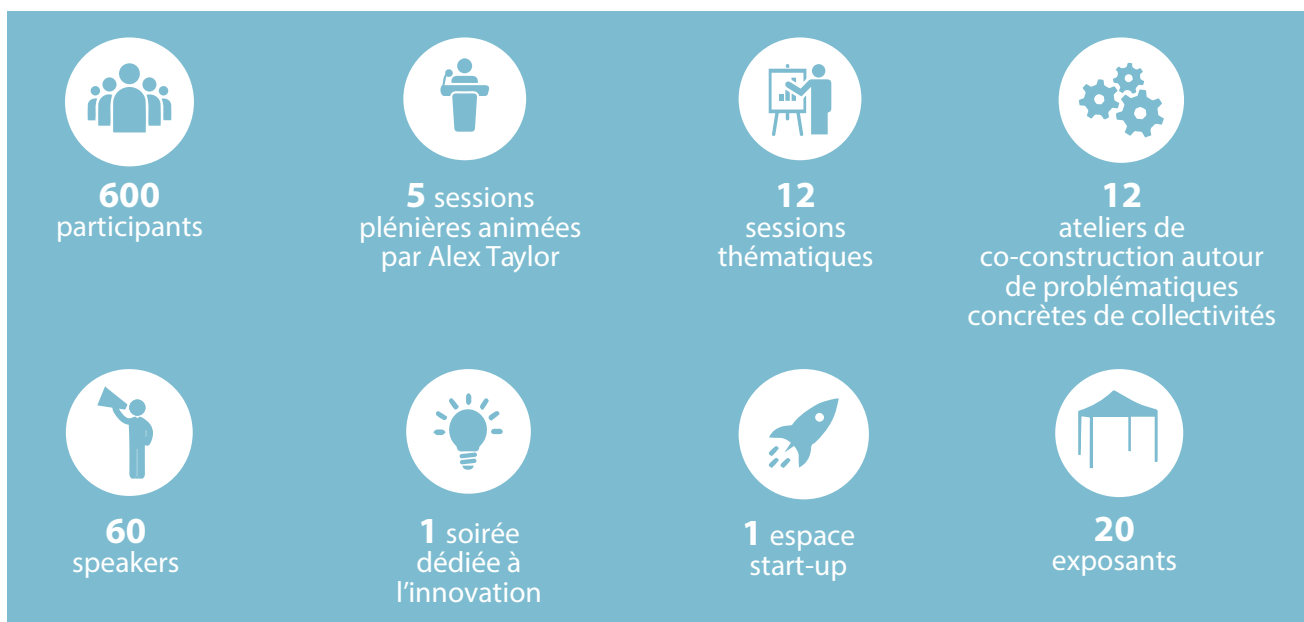 600
participants
5 sessions
plénières animées
par Alex Taylor
12
sessions
thématiques
12
ateliers de
co-construction autour
de problématiques
concrètes de collectivités
60
speakers
1 soirée
dédiée à
l’innovation
1 espace
start-up
20
exposants